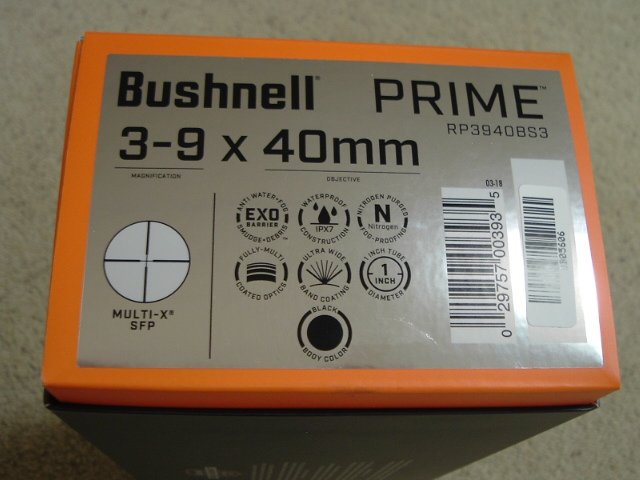 Bushnell® PRIME™
RP3940BS3
3-9 x 40mm
MAGNIFICATION
OBJECTIVE
03-18
ANTI WATER-FOG
EXO
BARRIER
SMUDGE-DEBRIS
WATERPROOF
IPX7
CONSTRUCTION
NITROGEN PURGED
N
Nitrogen
FOG-PROOFING
FULLY-MULTI
COATED OPTICS
ULTRA WIDE
BAND COATING
1 INCH TUBE
1
INCH
DIAMETER
MULTI-X®
SFP
BLACK
BODY COLOR
0 29757 00393 5